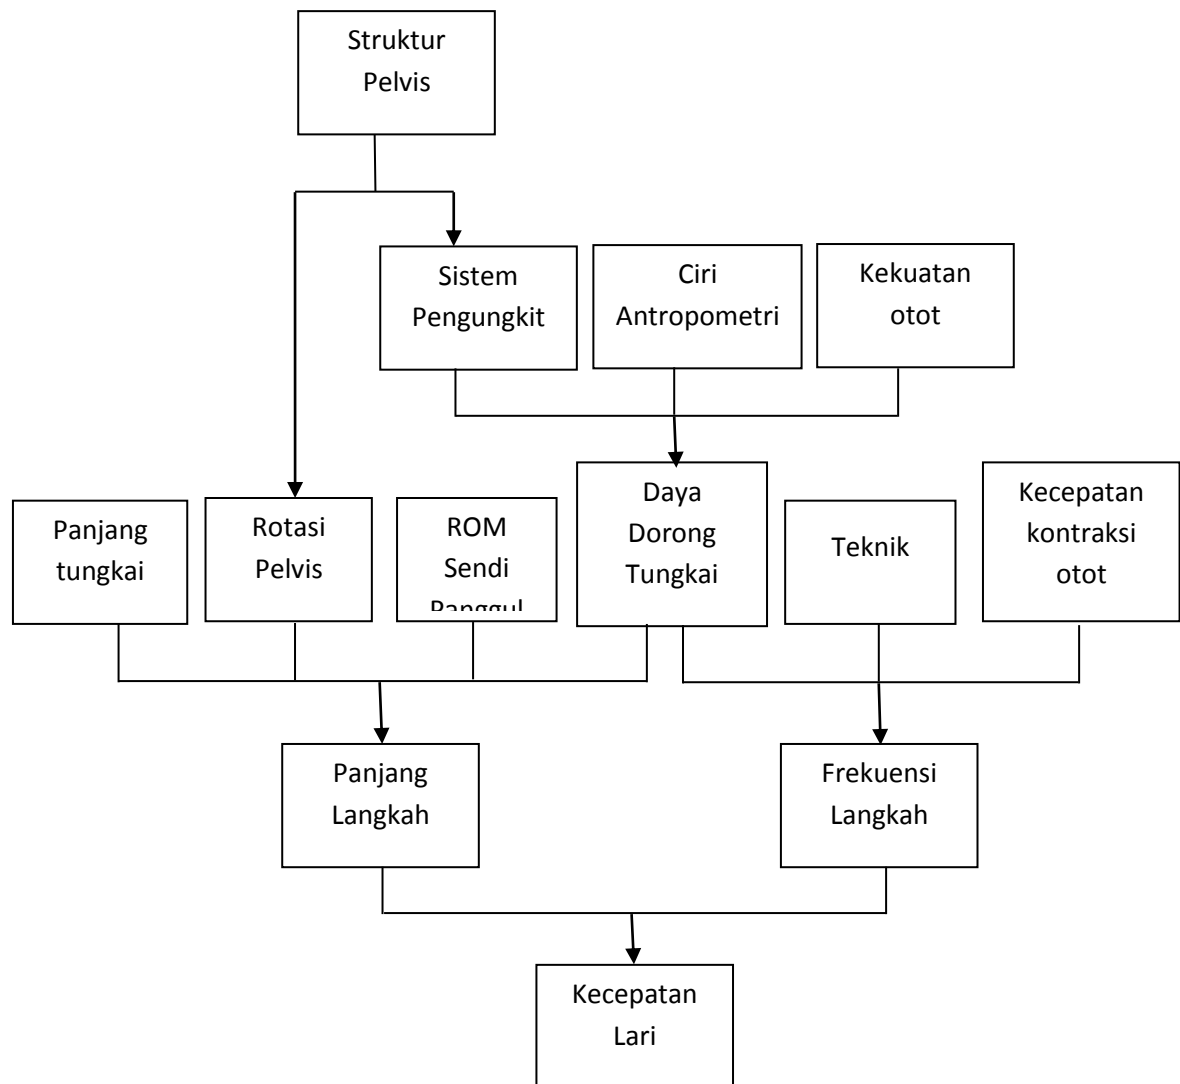 Struktur
Pelvis
Sistem
Pengungkit
Ciri
Antropometri
Kekuatan
otot
Panjang
tungkai
Rotasi
Pelvis
ROM
Sendi
Panggul
Daya
Dorong
Tungkai
Teknik
Kecepatan
kontraksi
otot
Panjang
Langkah
Frekuensi
Langkah
Kecepatan
Lari